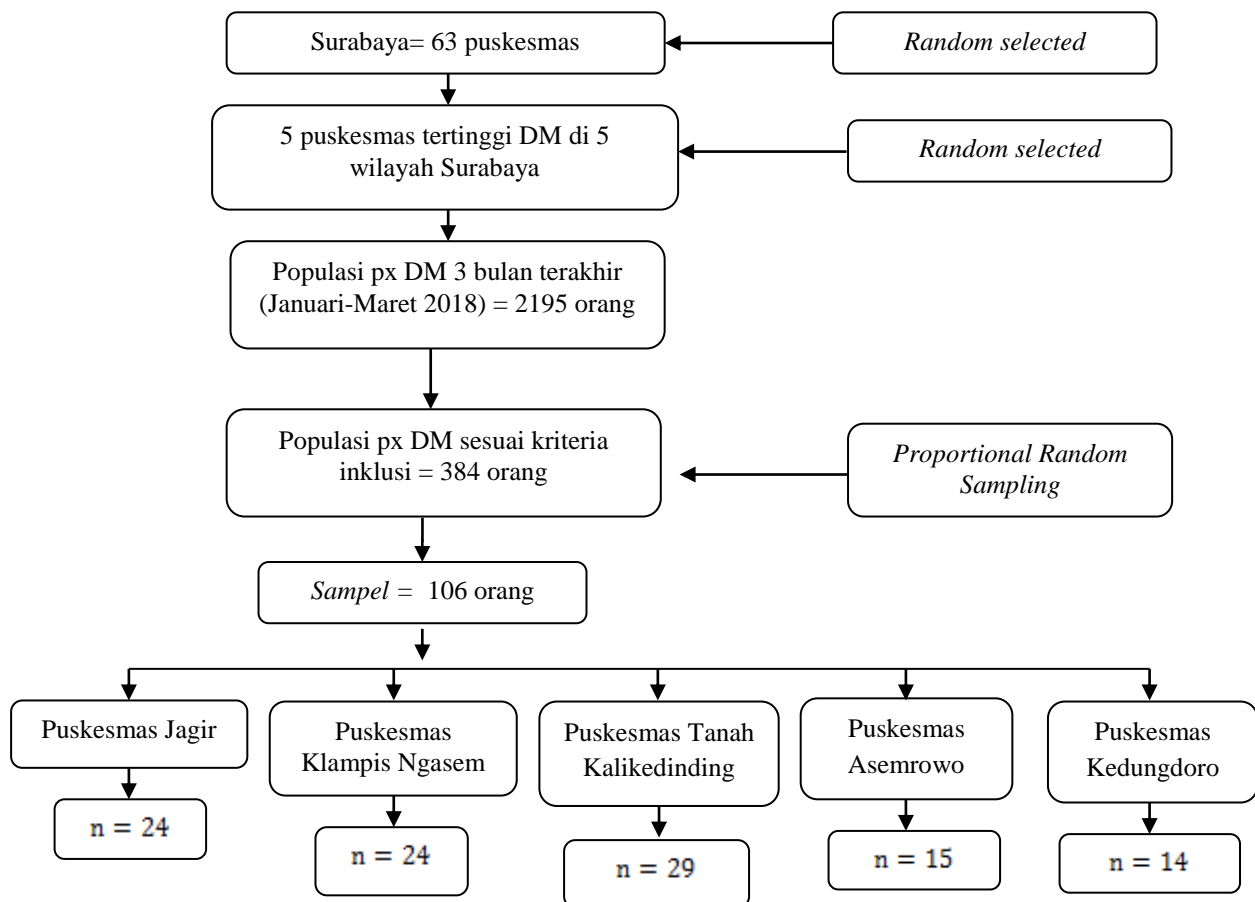 Surabaya= 63 puskesmas
Random selected
5 puskesmas tertinggi DM di 5
wilayah Surabaya
Random selected
Populasi px DM 3 bulan terakhir
(Januari-Maret 2018) = 2195 orang
Populasi px DM sesuai kriteria
inklusi = 384 orang
Proportional Random
Sampling
Sampel = 106 orang
Puskesmas Jagir
Puskesmas
Klampis Ngasem
Puskesmas Tanah
Kalikedinding
Puskesmas
Asemrowo
Puskesmas
Kedungdoro
n = 24
n = 24
n = 29
n = 15
n = 14